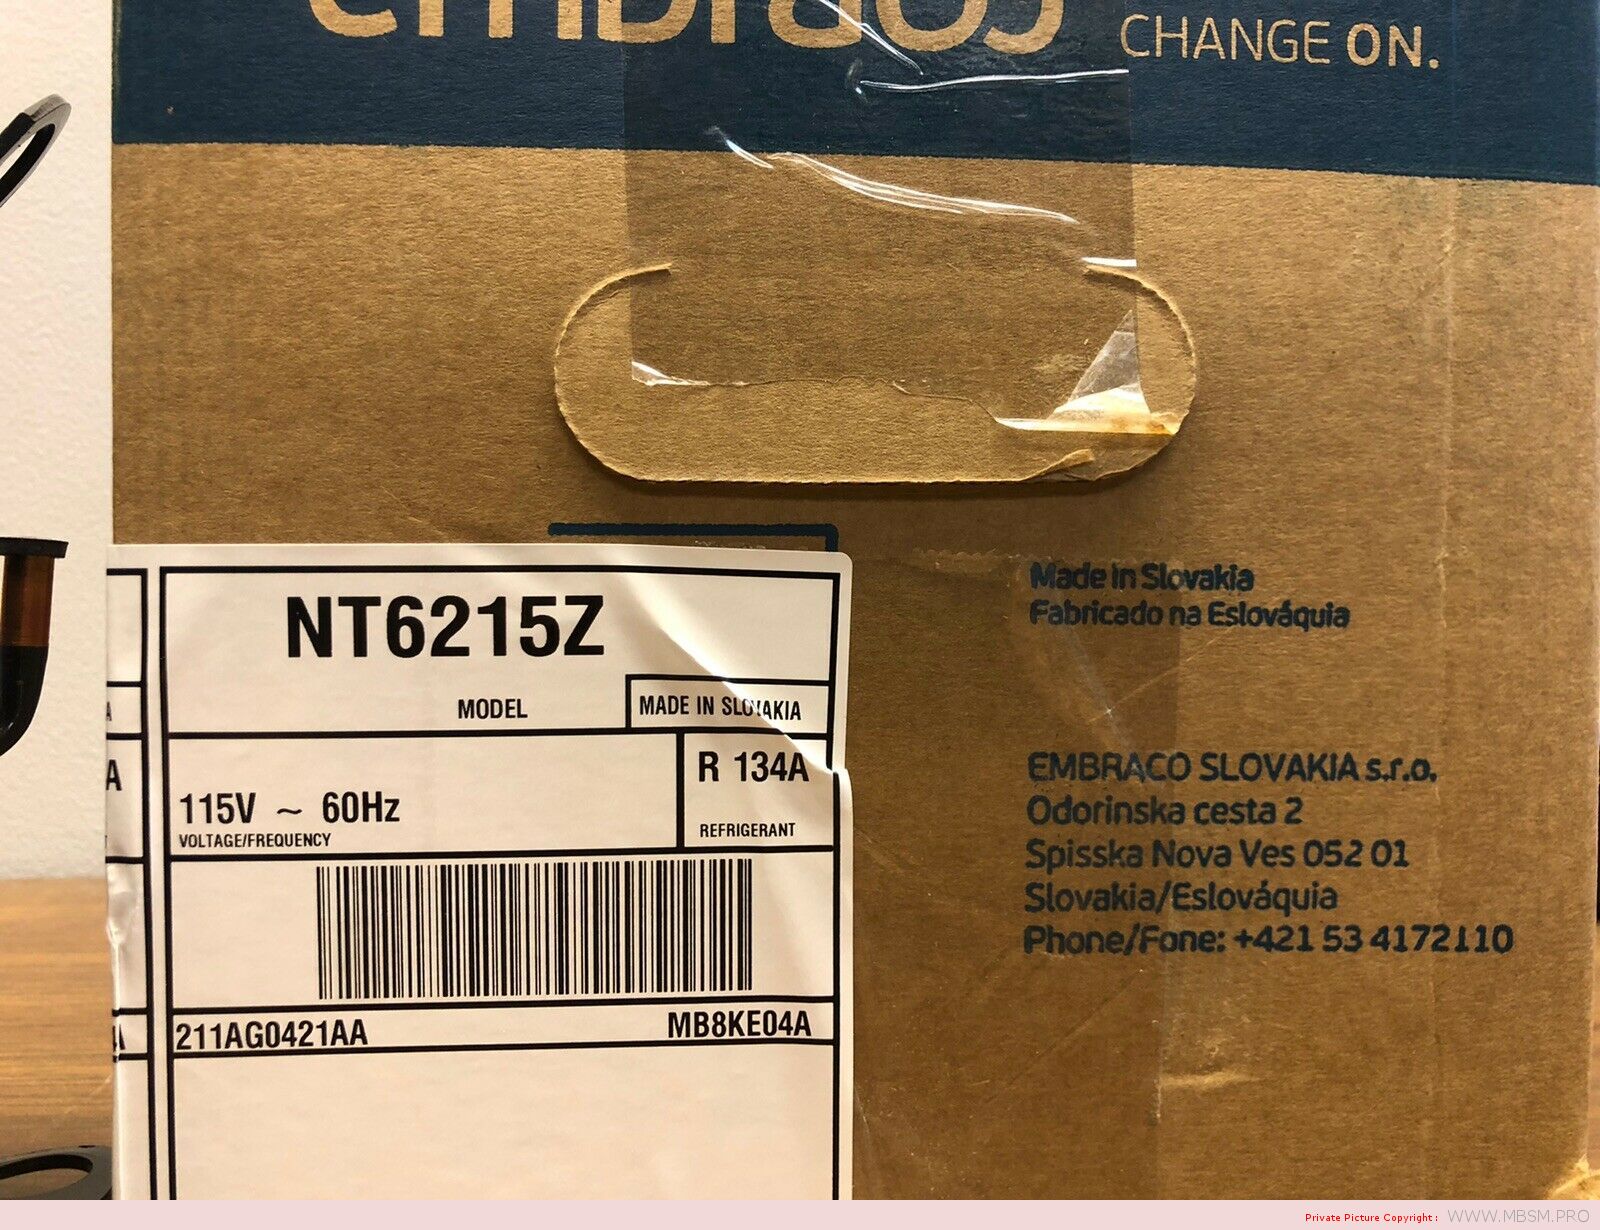 embraco
CHANGE ON.
NT6215Z
MODEL
MADE IN SLOVAKIA
R 134A
REFRIGERANT
115V ~ 60Hz
VOLTAGE/FREQUENCY
211AG0421AA
MB8KE04A
A
A
Made in Slovakia
Fabricado na Eslováquia
EMBRACO SLOVAKIA s.r.o.
Odorinska cesta 2
Spisska Nova Ves 052 01
Slovakia/Eslováquia
Phone/Fone: +421 53 4172110
Private Picture Copyright : WWW.MBSM.PRO